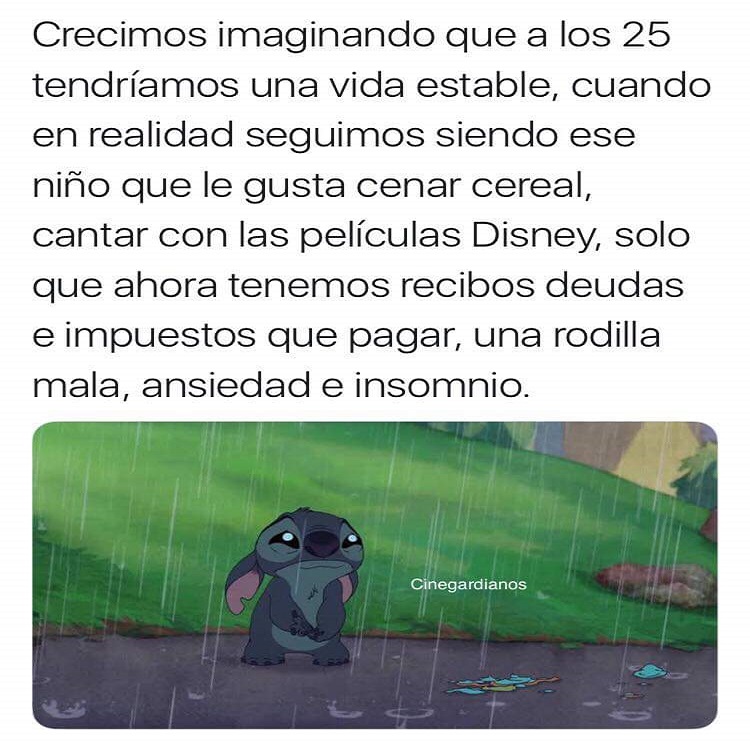 Crecimos imaginando que a los 25
tendríamos una vida estable, cuando
en realidad seguimos siendo ese
niño que le gusta cenar cereal,
cantar con las películas Disney, solo
que ahora tenemos recibos deudas
e impuestos que pagar, una rodilla
mala, ansiedad e insomnio.
Cinegardianos